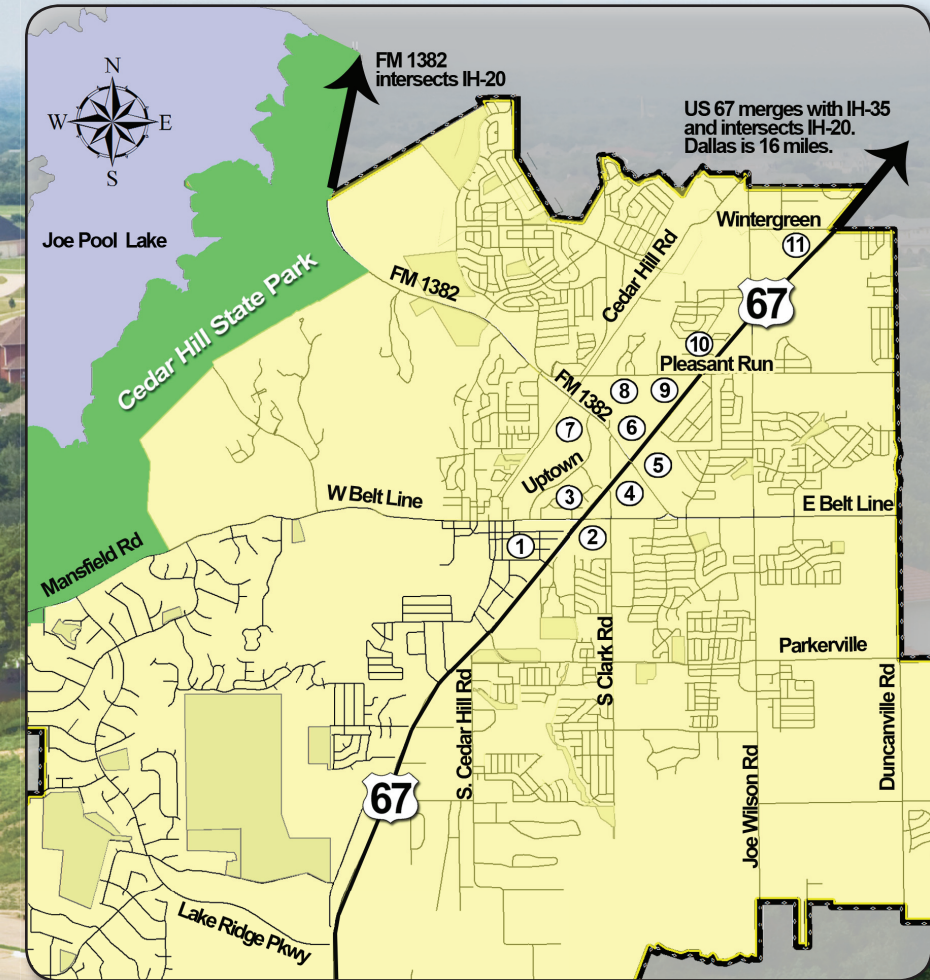 FM 1382
intersects IH-20
US 67 merges with IH-35
and intersects IH-20.
Dallas is 16 miles.
N
W
E
S
Joe Pool Lake
Cedar Hill State Park
FM 1382
Cedar Hill Rd
Wintergreen
11
67
10
Pleasant Run
FM 1382
8
9
7
6
Uptown
5
3
4
W Belt Line
E Belt Line
1
2
Mansfield Rd
Parkerville
S Clark Rd
S. Cedar Hill Rd
Duncanville Rd
Joe Wilson Rd
67
Lake Ridge Pkwy